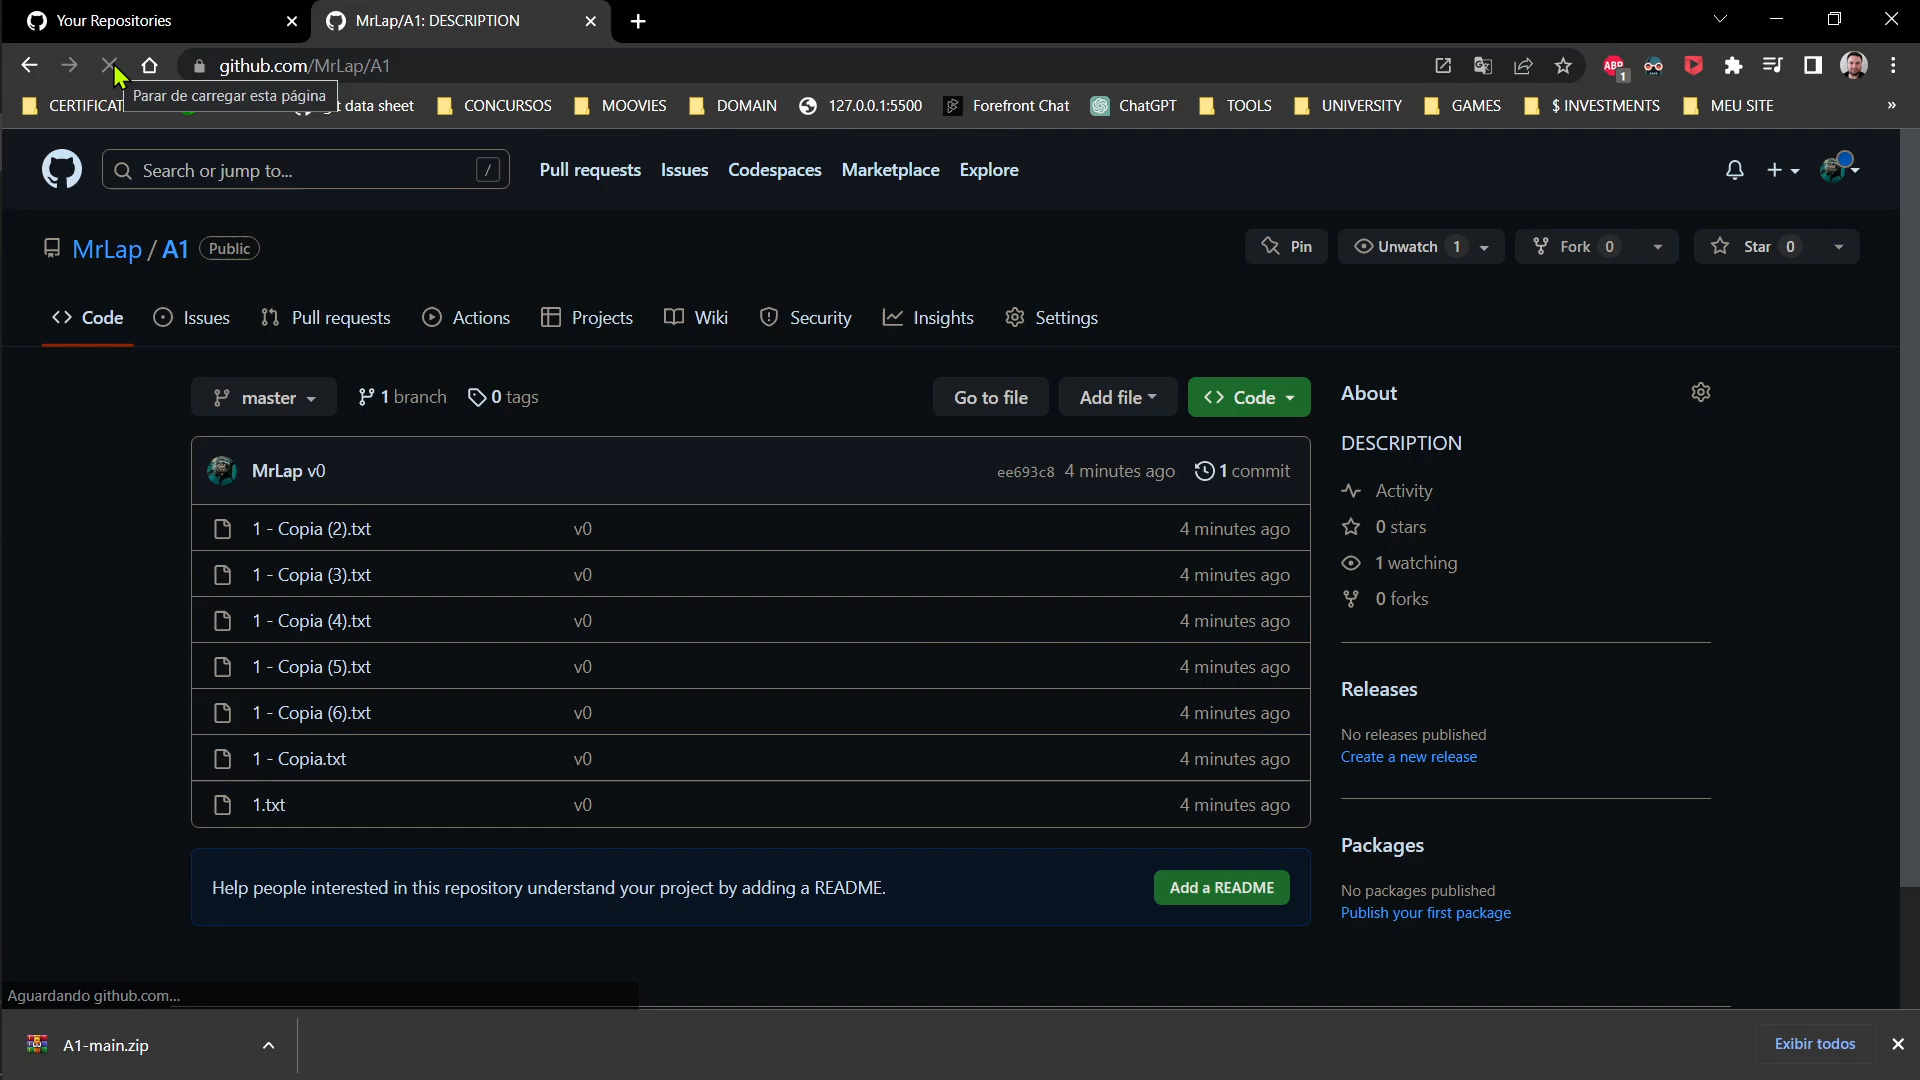 Your Repositories
MrLap/A1: DESCRIPTION
github.com/MrLap/A1
ABP
1
Parar de carregar esta página
CERTIFICAT
data sheet
CONCURSOS
MOOVIES
DOMAIN
127.0.0.1:5500
Forefront Chat
ChatGPT
TOOLS
UNIVERSITY
GAMES
$ INVESTMENTS
MEU SITE
»
Search or jump to...
/
Pull requests
Issues
Codespaces
Marketplace
Explore
MrLap / A1
Public
Pin
Unwatch 1
Fork 0
Star 0
Code
Issues
Pull requests
Actions
Projects
Wiki
Security
Insights
Settings
master
1 branch
0 tags
Go to file
Add file
Code
MrLap v0
ee693c8 4 minutes ago
1 commit
1 - Copia (2).txt
v0
4 minutes ago
1 - Copia (3).txt
v0
4 minutes ago
1 - Copia (4).txt
v0
4 minutes ago
1 - Copia (5).txt
v0
4 minutes ago
1 - Copia (6).txt
v0
4 minutes ago
1 - Copia.txt
v0
4 minutes ago
1.txt
v0
4 minutes ago
Help people interested in this repository understand your project by adding a README.
Add a README
About
DESCRIPTION
Activity
0 stars
1 watching
0 forks
Releases
No releases published
Create a new release
Packages
No packages published
Publish your first package
Aguardando github.com...
A1-main.zip
Exibir todos